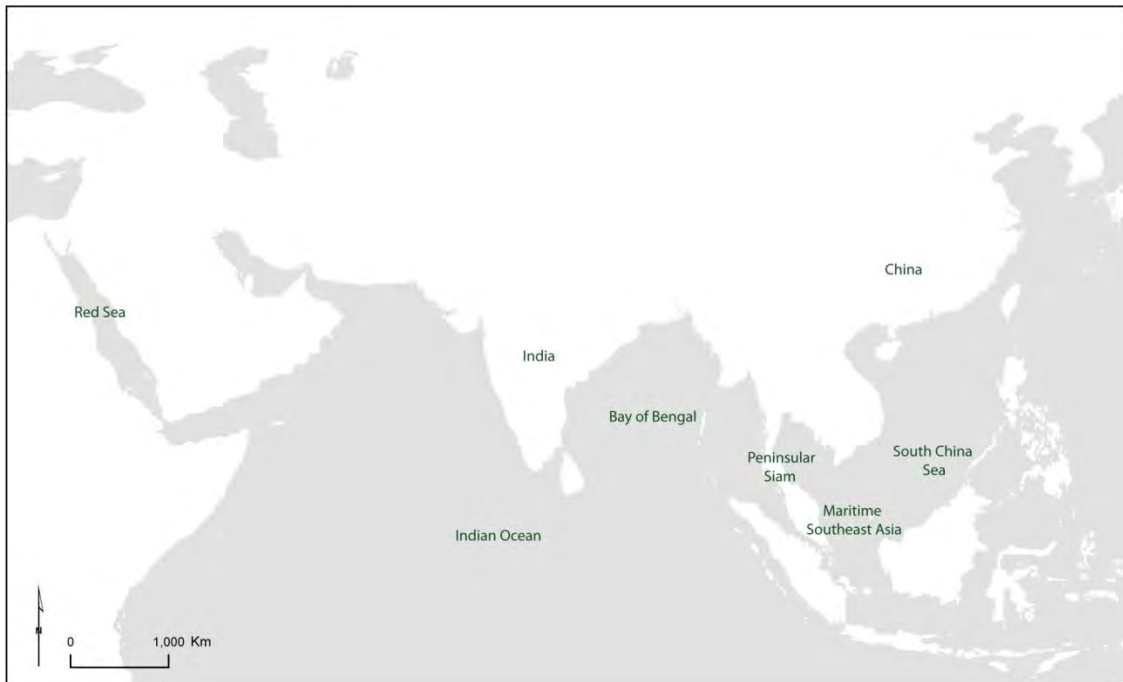 China
Red Sea
India
Bay of Bengal
Peninsular
Siam
South China
Sea
Maritime
Southeast Asia
Indian Ocean
N
0 1,000 Km